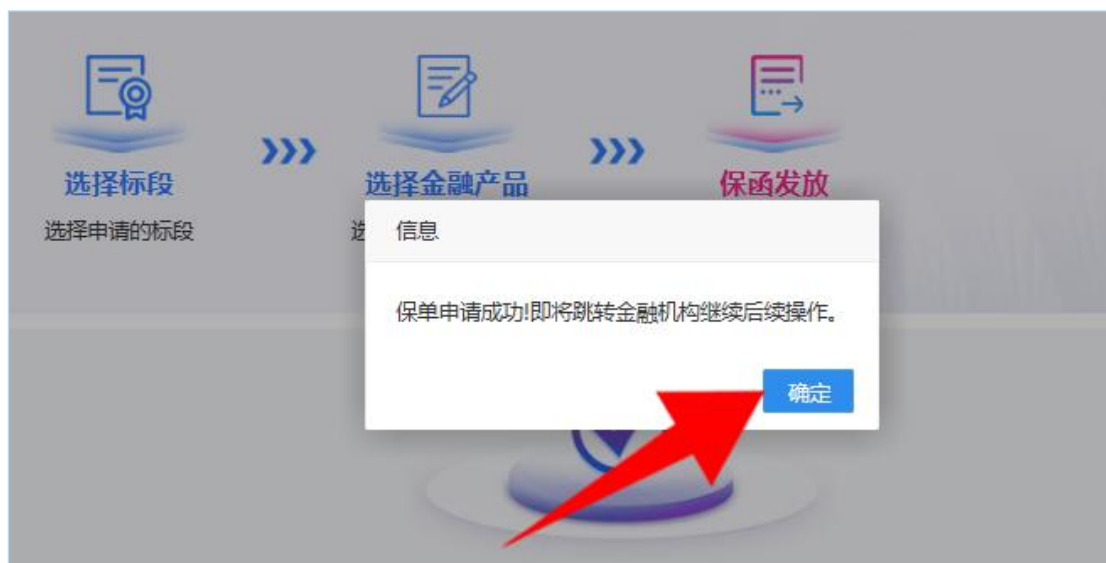 选择标段
选择金融产品
保函发放
选择申请的标段
选
信息
保单申请成功!即将跳转金融机构继续后续操作。
确定